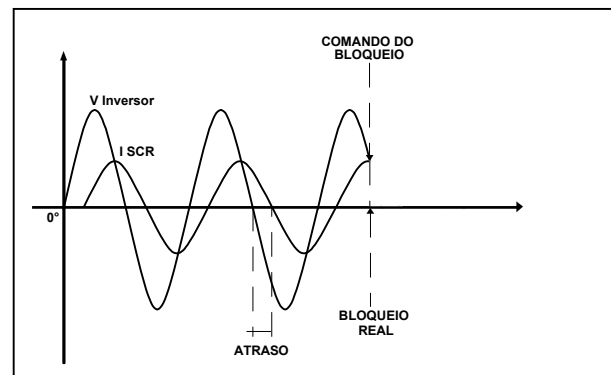 COMANDO DO
BLOQUEIO
V Inversor
I SCR
0°
BLOQUEIO
REAL
ATRASO